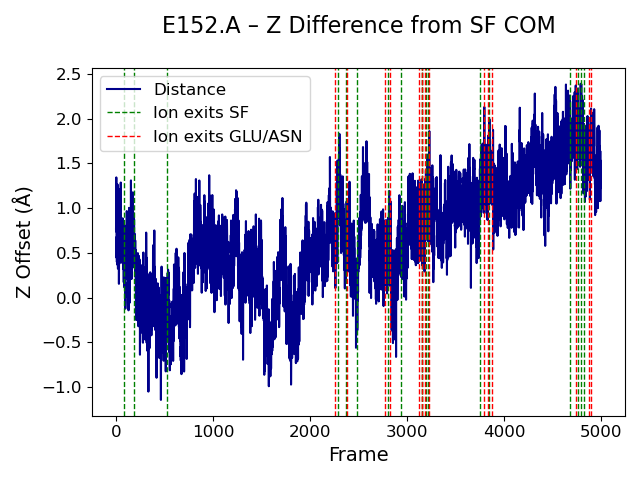 E152.A – Z Difference from SF COM
Distance
Ion exits SF
Ion exits GLU/ASN
Z Offset (Å)
2.5
2.0
1.5
1.0
0.5
0.0
−0.5
−1.0
0
1000
2000
3000
4000
5000
Frame